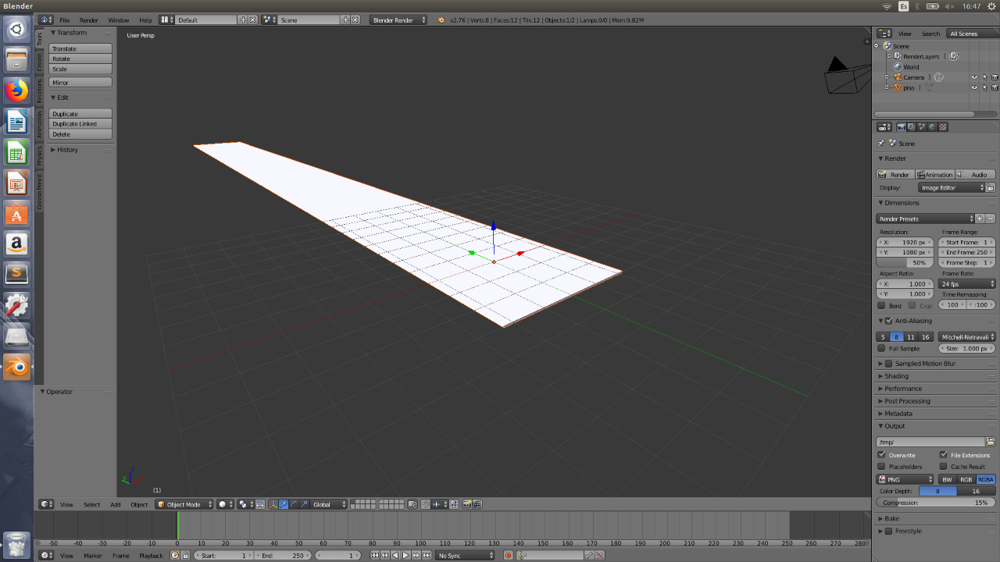 Blender
Es 16:47
File Render Window Help Default Scene Blender Render v2.76 | Verts:8 | Faces:12 | Tris:12 | Objects:1/2 | Lamps:0/0 | Mem:9.82M
User Persp
Tools
Create
Relations
Animation
Physics
Grease Pencil
Transform
Translate
Rotate
Scale
Mirror
Edit
Duplicate
Duplicate Linked
Delete
History
Operator
(1)
View Search All Scenes
Scene
RenderLayers
World
Camera
piso
Scene
Render
Render Animation Audio
Display: Image Editor
Dimensions
Render Presets
Resolution: Frame Range:
X: 1920 px Start Frame: 1
Y: 1080 px End Frame: 250
50% Frame Step: 1
Aspect Ratio: Frame Rate:
X: 1.000 24 fps
Y: 1.000 Time Remapping:
Bord Crop 100 :100
Anti-Aliasing
5 8 11 16 Mitchell-Netravali
Full Sample Size: 1.000 px
Sampled Motion Blur
Shading
Performance
Post Processing
Metadata
Output
/tmp/
Overwrite File Extensions
Placeholders Cache Result
PNG BW RGB RGBA
Color Depth: 8 16
Compression: 15%
Bake
Freestyle
View Select Add Object Object Mode Global
-50 -40 -30 -20 -10 0 10 20 30 40 50 60 70 80 90 100 110 120 130 140 150 160 170 180 190 200 210 220 230 240 250 260 270 280
View Marker Frame Playback Start: 1 End: 250 1 No Sync